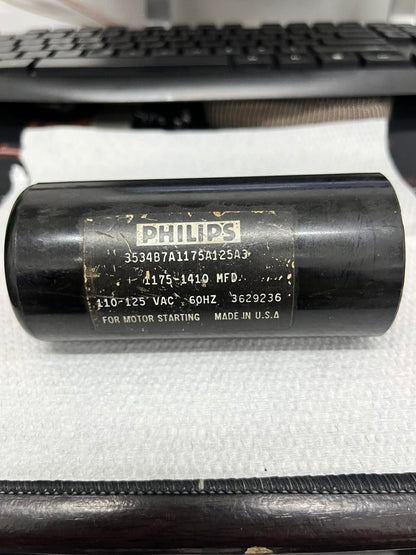 PHILIPS
3534B7A1175A125A3
1175-1410 MFD.
110-125 VAC 60HZ 3629236
FOR MOTOR STARTING MADE IN U.S.A